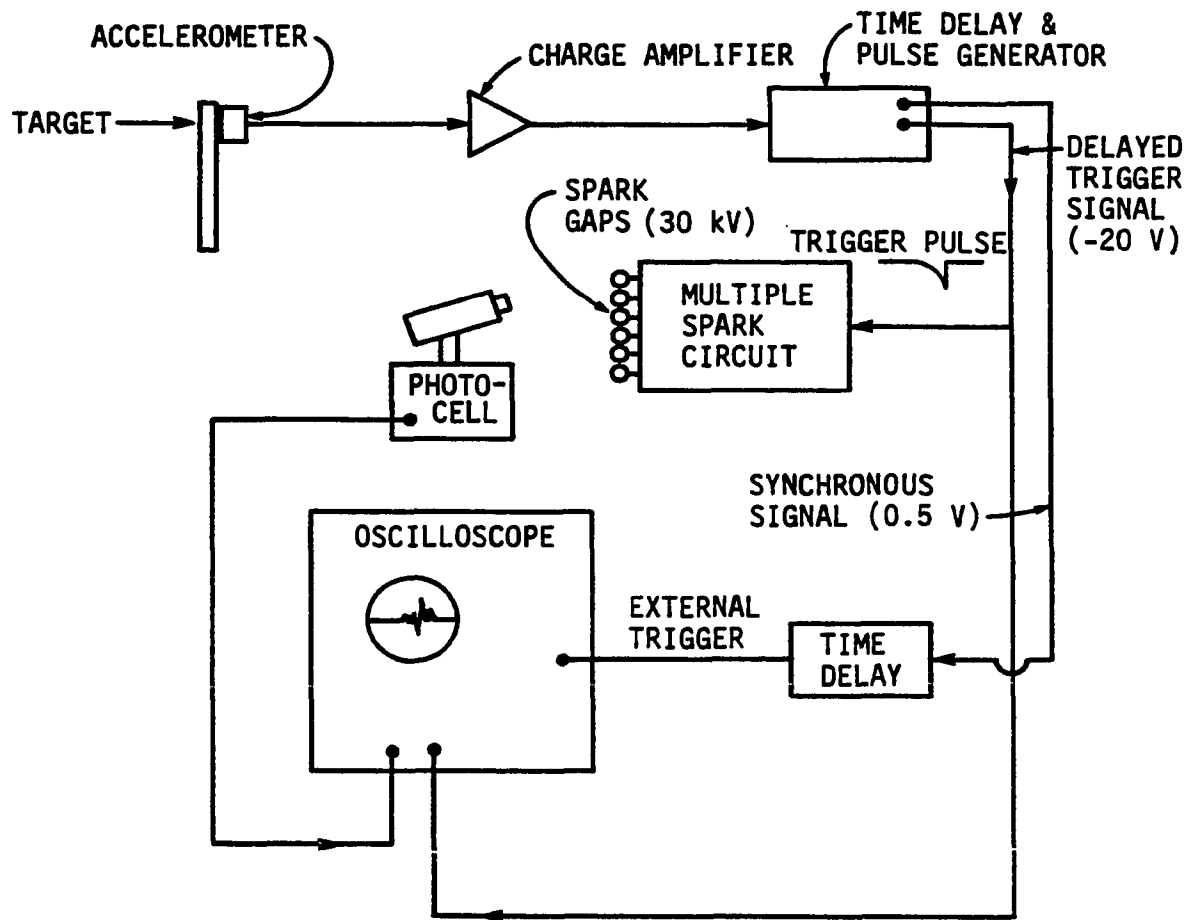 ACCELEROMETER
TARGET
CHARGE AMPLIFIER
TIME DELAY &
PULSE GENERATOR
DELAYED
TRIGGER
SIGNAL
(-20 V)
SPARK
GAPS (30 kV)
TRIGGER PULSE
MULTIPLE
SPARK
CIRCUIT
PHOTO-
CELL
SYNCHRONOUS
SIGNAL (0.5 V)
OSCILLOSCOPE
EXTERNAL
TRIGGER
TIME
DELAY